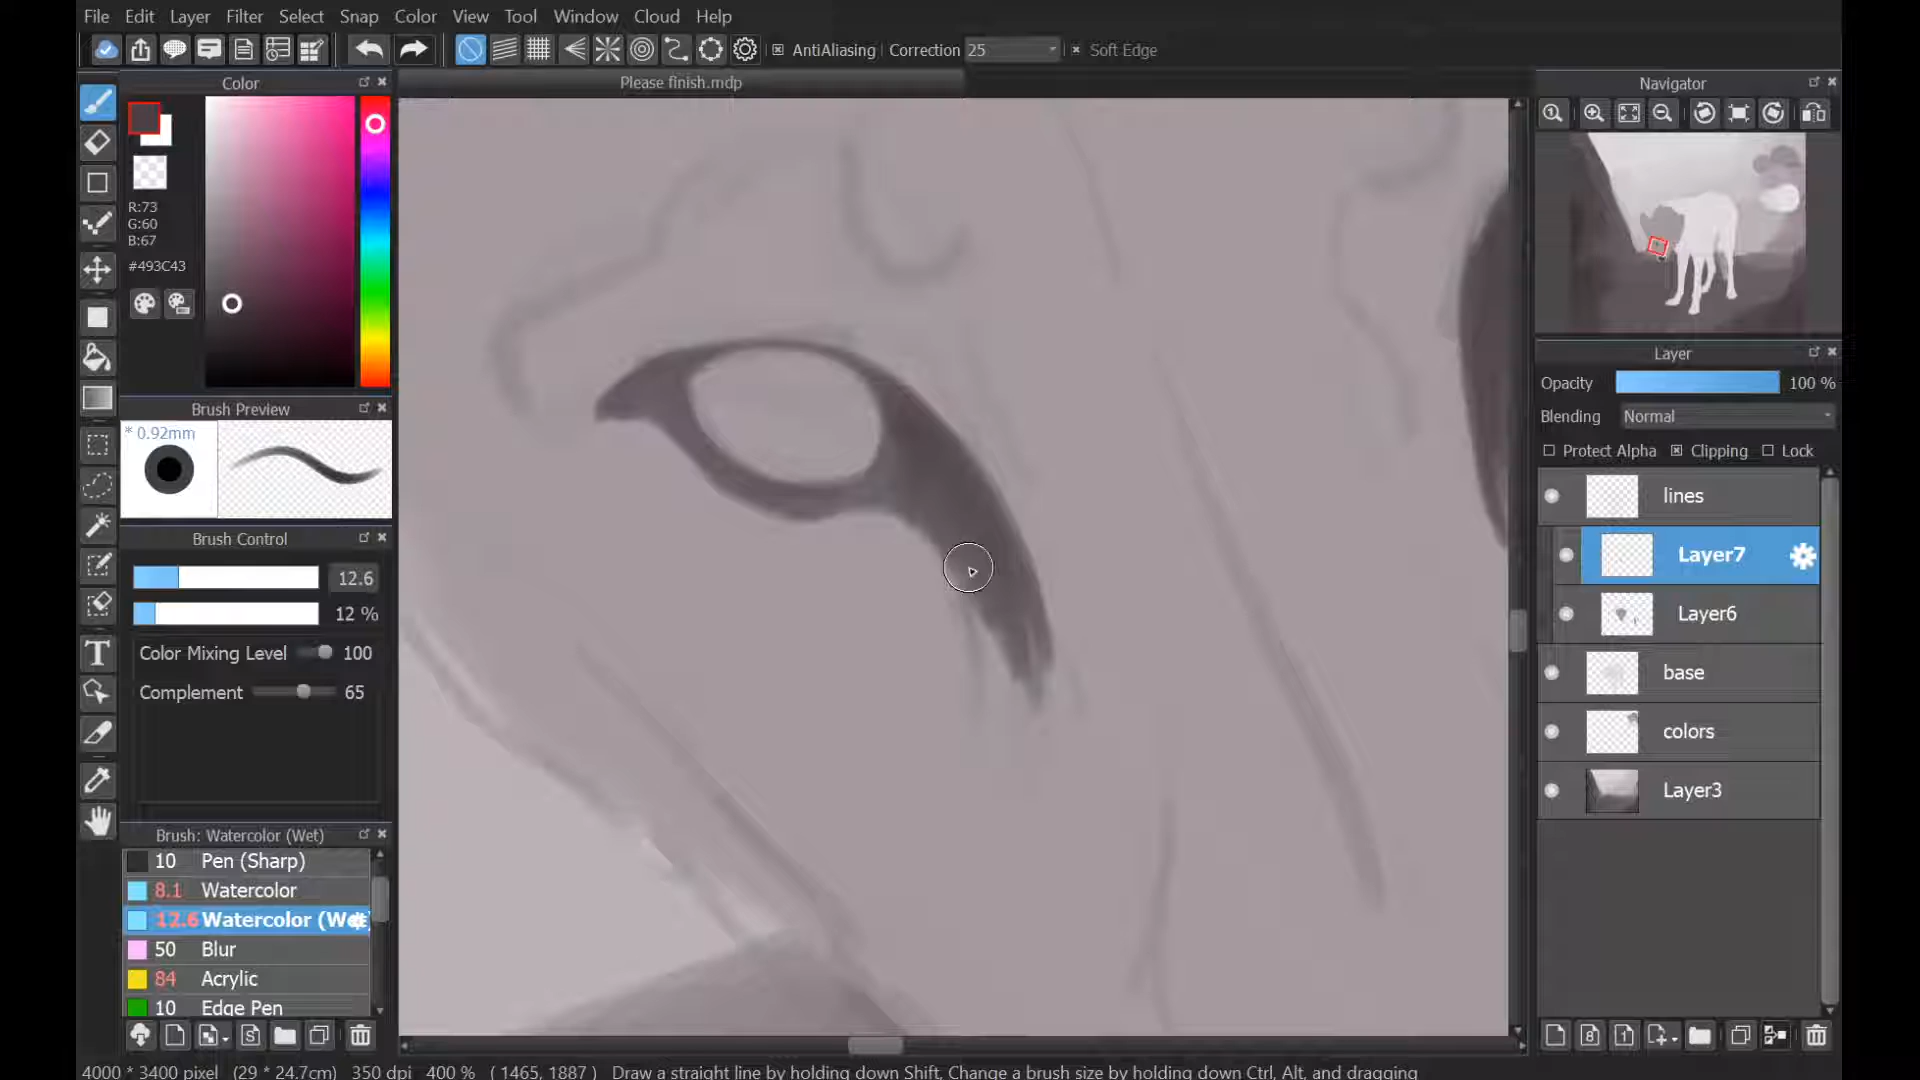 File Edit Layer Filter Select Snap Color View Tool Window Cloud Help
AntiAliasing Correction 25 Soft Edge
Color
Please finish.mdp
Navigator
R:73
G:60
B:67
#493C43
Brush Preview
* 0.92mm
Brush Control
12.6
12 %
Color Mixing Level 100
Complement 65
Brush: Watercolor (Wet)
10 Pen (Sharp)
8.1 Watercolor
12.6 Watercolor (Wet)
50 Blur
84 Acrylic
10 Edge Pen
Layer
Opacity 100 %
Blending Normal
Protect Alpha Clipping Lock
lines
Layer7
Layer6
base
colors
Layer3
4000 * 3400 pixel (29 * 24.7cm) 350 dpi 400 % ( 1465, 1887 ) Draw a straight line by holding down Shift, Change a brush size by holding down Ctrl, Alt, and dragging